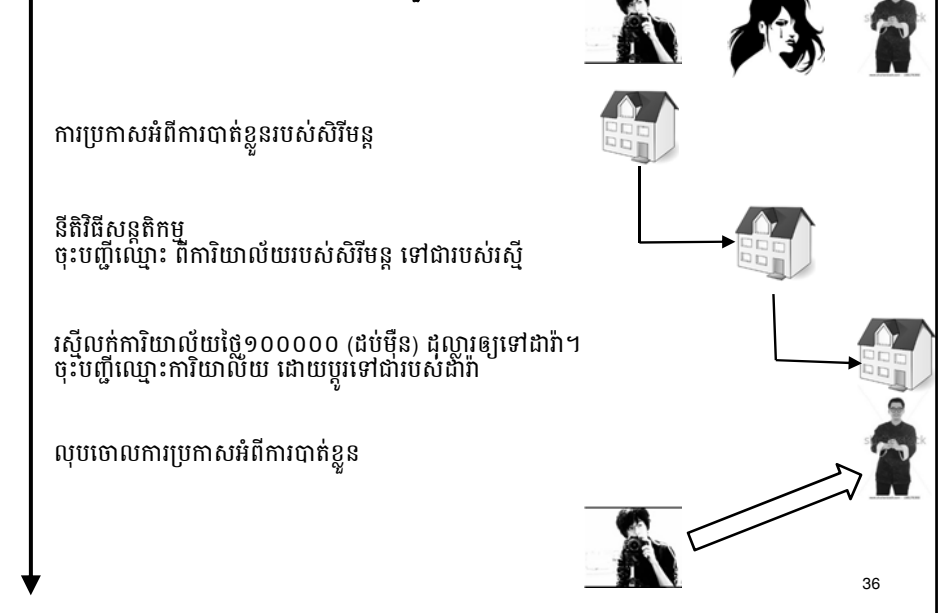 ការប្រកាសអំពីការបាត់ខ្លួនរបស់សិរីមន្ត
នីតិវិធីសន្តតិកម្ម
ចុះបញ្ជីឈ្មោះ ពីការិយាល័យរបស់សិរីមន្ត ទៅជារបស់រស្មី
រស្មីលក់ការិយាល័យថ្លៃ១០០០០០ (ដប់ម៉ឺន) ដុល្លារឲ្យទៅដារ៉ា។
ចុះបញ្ជីឈ្មោះការិយាល័យ ដោយប្តូរទៅជារបស់ដារ៉ា
លុបចោលការប្រកាសអំពីការបាត់ខ្លួន
36